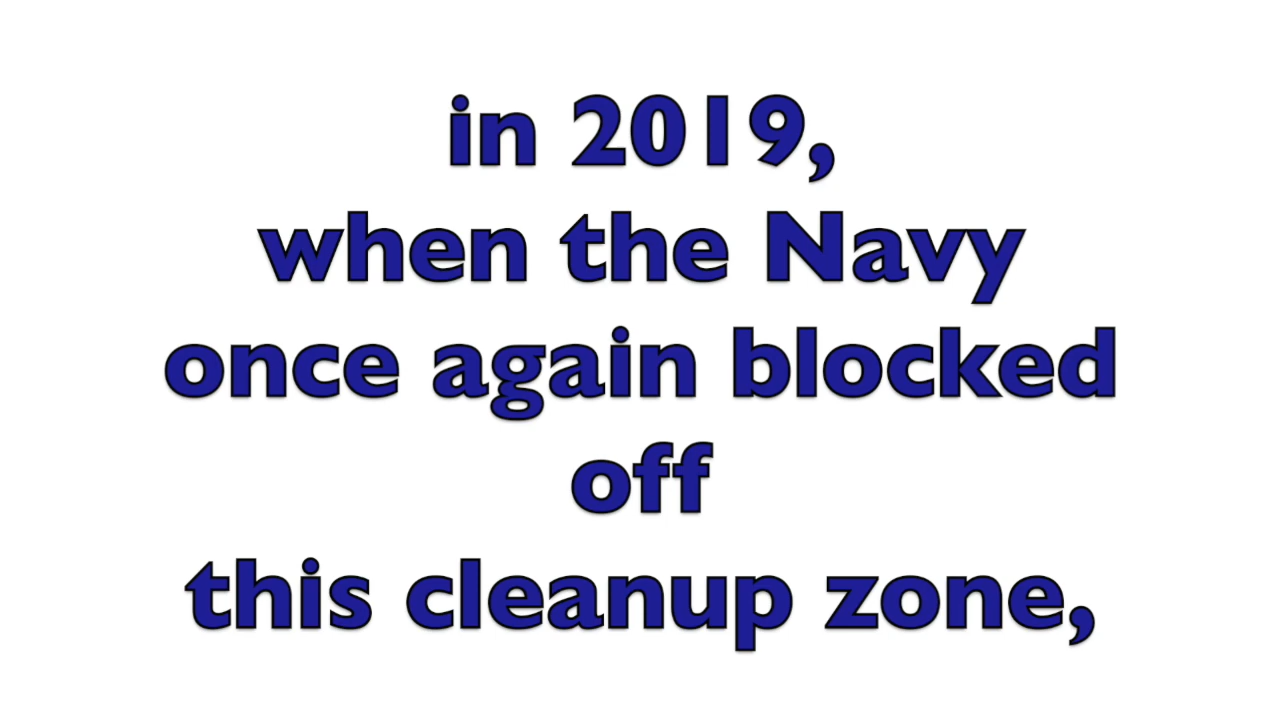 in 2019,
when the Navy
once again blocked
off
this cleanup zone,